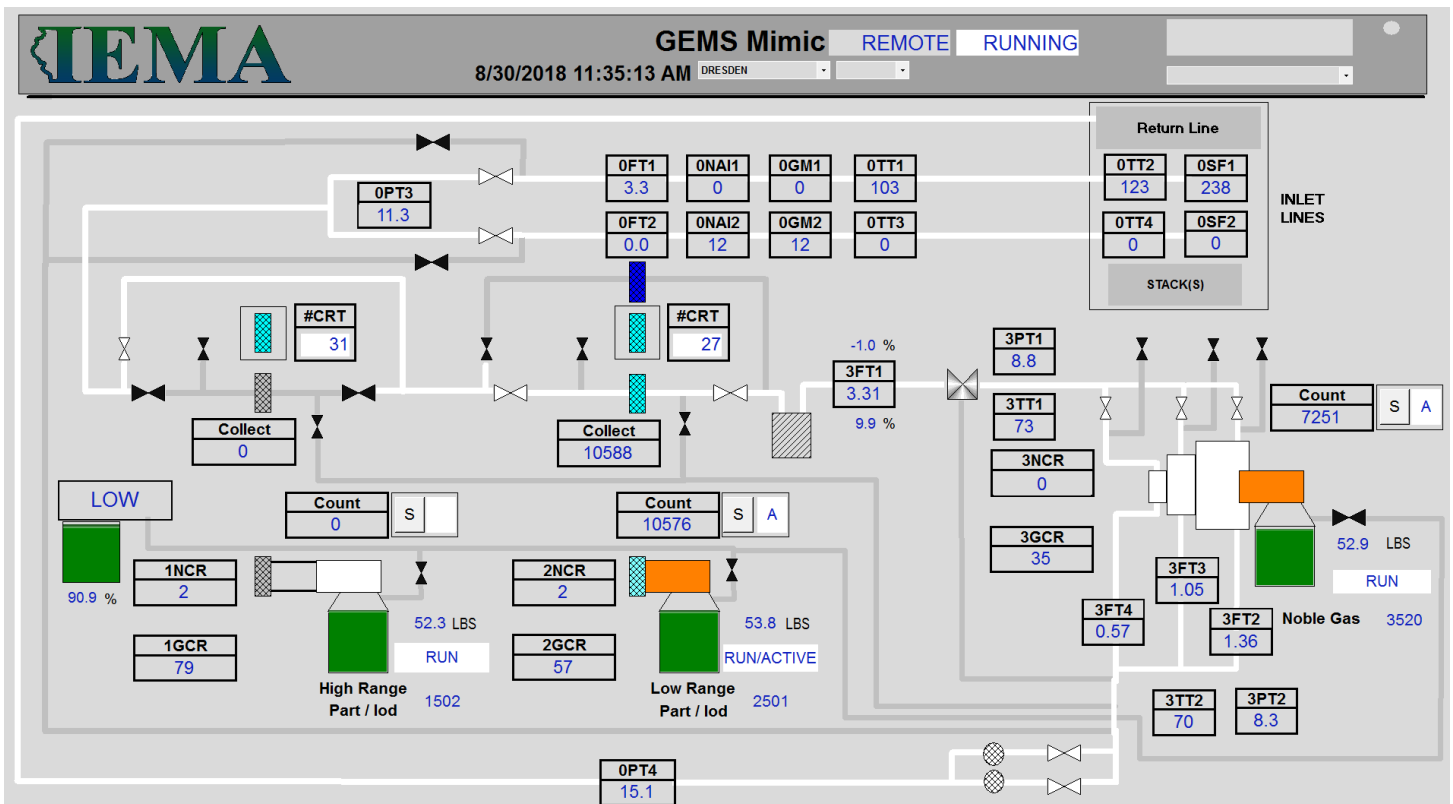 IEMA
GEMS Mimic REMOTE RUNNING
8/30/2018 11:35:13 AM DRESDEN
Return Line
0FT1 0NAI1 0GM1 0TT1 0TT2 0SF1
3.3 0 0 103 123 238
0PT3
11.3
INLET
LINES
0FT2 0NAI2 0GM2 0TT3 0TT4 0SF2
0.0 12 12 0 0 0
STACK(S)
#CRT
31
#CRT
27
-1.0 %
3FT1
3.31
9.9 %
3PT1
8.8
3TT1
73
Count
7251
S A
Collect
0
Collect
10588
3NCR
0
LOW
90.9 %
Count
0
S
Count
10576
S A
3GCR
35
52.9 LBS
RUN
1NCR
2
2NCR
2
3FT3
1.05
3FT4
0.57
3FT2
1.36
Noble Gas 3520
1GCR
79
52.3 LBS
RUN
2GCR
57
53.8 LBS
RUN/ACTIVE
High Range
Part / Iod
1502
Low Range
Part / Iod
2501
3TT2
70
3PT2
8.3
0PT4
15.1